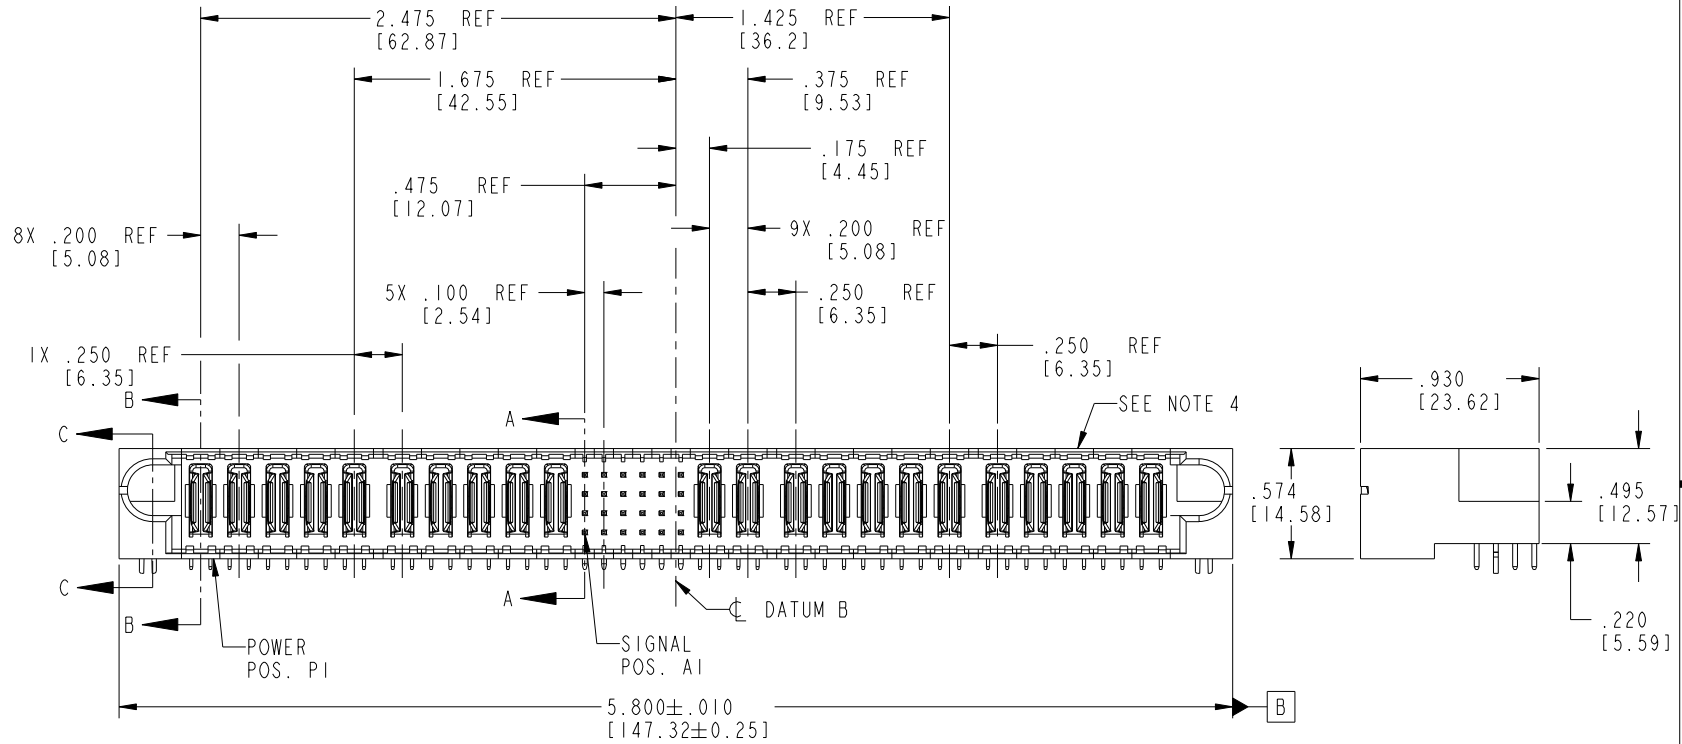 2.475 REF
[62.87]
1.425 REF
[36.2]
1.675 REF
[42.55]
.375 REF
[9.53]
.175 REF
[4.45]
.475 REF
[12.07]
8X .200 REF
[5.08]
9X .200 REF
[5.08]
5X .100 REF
[2.54]
.250 REF
[6.35]
1X .250 REF
[6.35]
.250 REF
[6.35]
.930
[23.62]
B
A
SEE NOTE 4
C
.574
[14.58]
.495
[12.57]
C
A
℄ DATUM B
B
.220
[5.59]
POWER
POS. P1
SIGNAL
POS. A1
5.800±.010
[147.32±0.25]
B